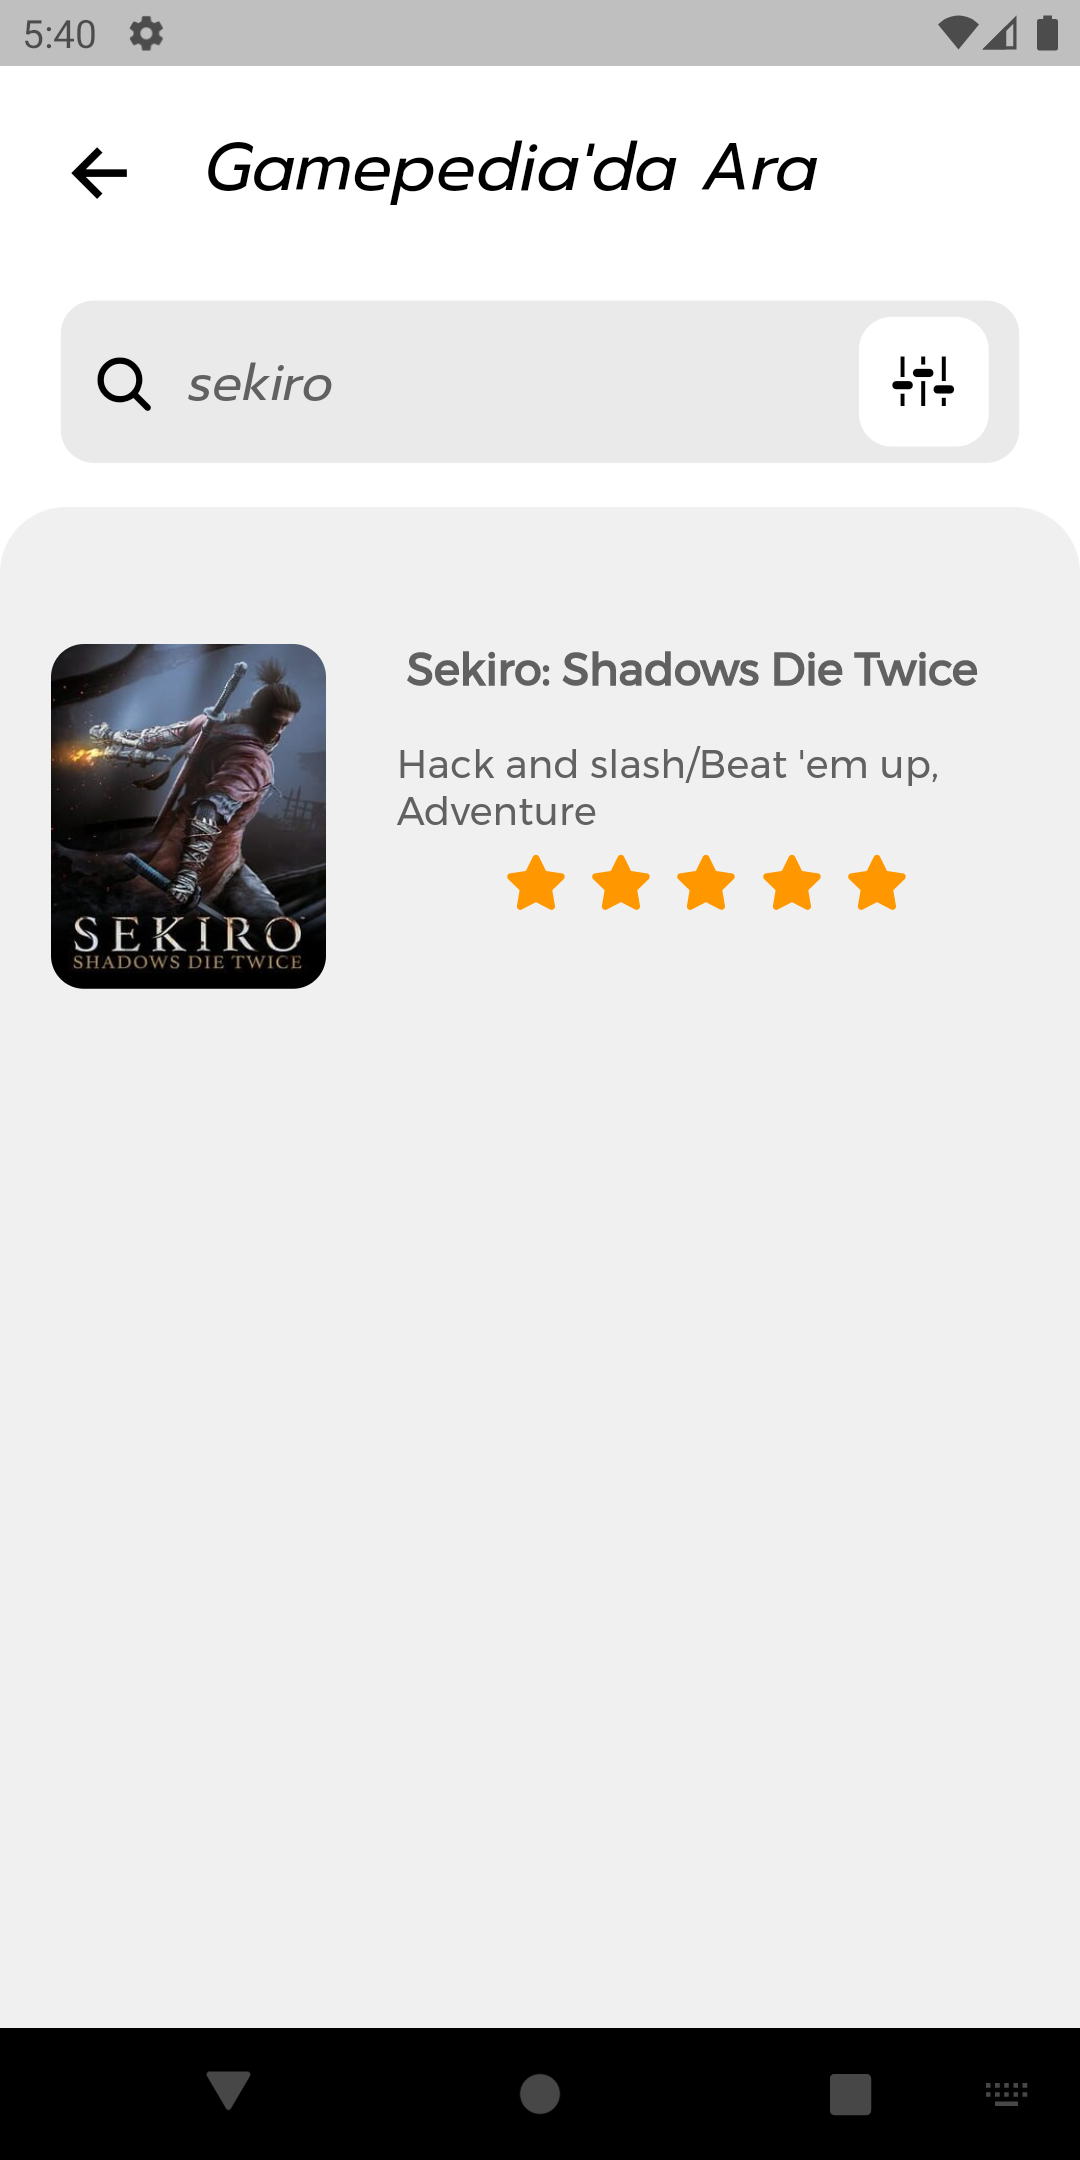 5:40
Gamepedia'da Ara
sekiro
Sekiro: Shadows Die Twice
Hack and slash/Beat 'em up,
Adventure
SEKIRO
SHADOWS DIE TWICE